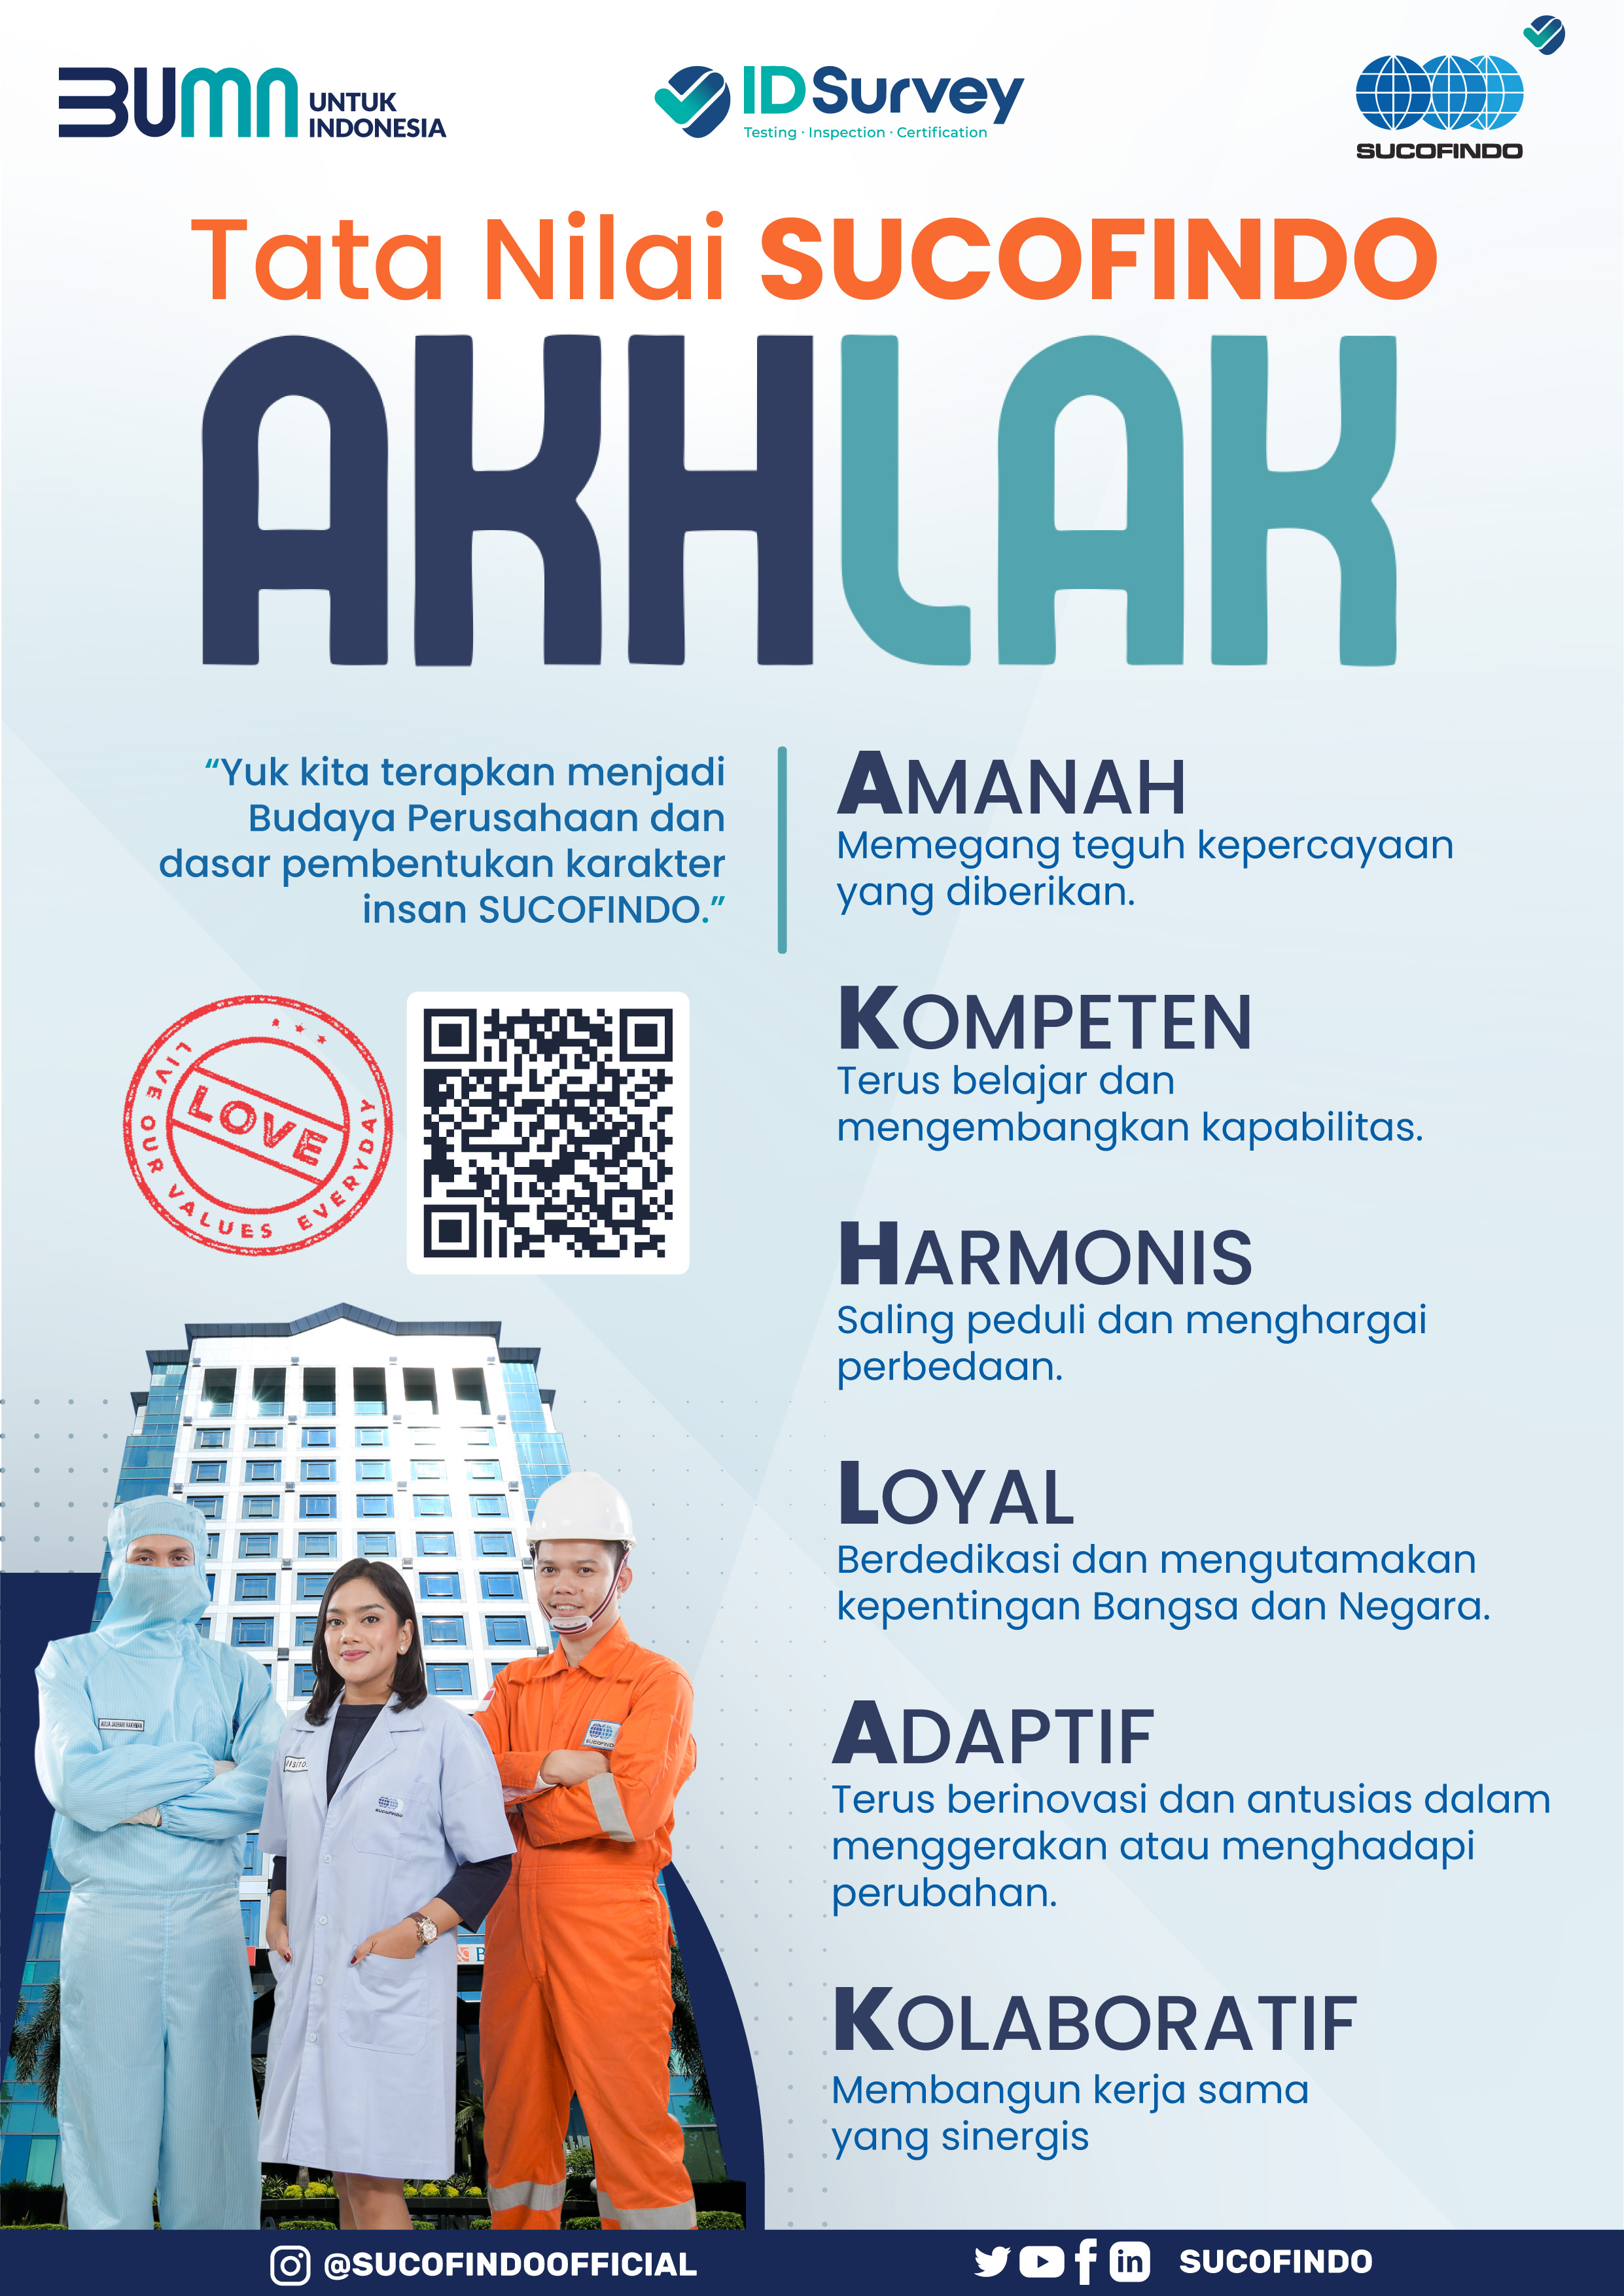 BUMN UNTUK INDONESIA
IDSurvey
Testing · Inspection · Certification
SUCOFINDO
Tata Nilai SUCOFINDO
AKHLAK
“Yuk kita terapkan menjadi
Budaya Perusahaan dan
dasar pembentukan karakter
insan SUCOFINDO.”
LOVE
LIVE OUR VALUES EVERYDAY
AMANAH
Memegang teguh kepercayaan
yang diberikan.
KOMPETEN
Terus belajar dan
mengembangkan kapabilitas.
HARMONIS
Saling peduli dan menghargai
perbedaan.
LOYAL
Berdedikasi dan mengutamakan
kepentingan Bangsa dan Negara.
ADAPTIF
Terus berinovasi dan antusias dalam
menggerakan atau menghadapi
perubahan.
KOLABORATIF
Membangun kerja sama
yang sinergis
SUCOFINDO
SUCOFINDO
@SUCOFINDOOFFICIAL
SUCOFINDO